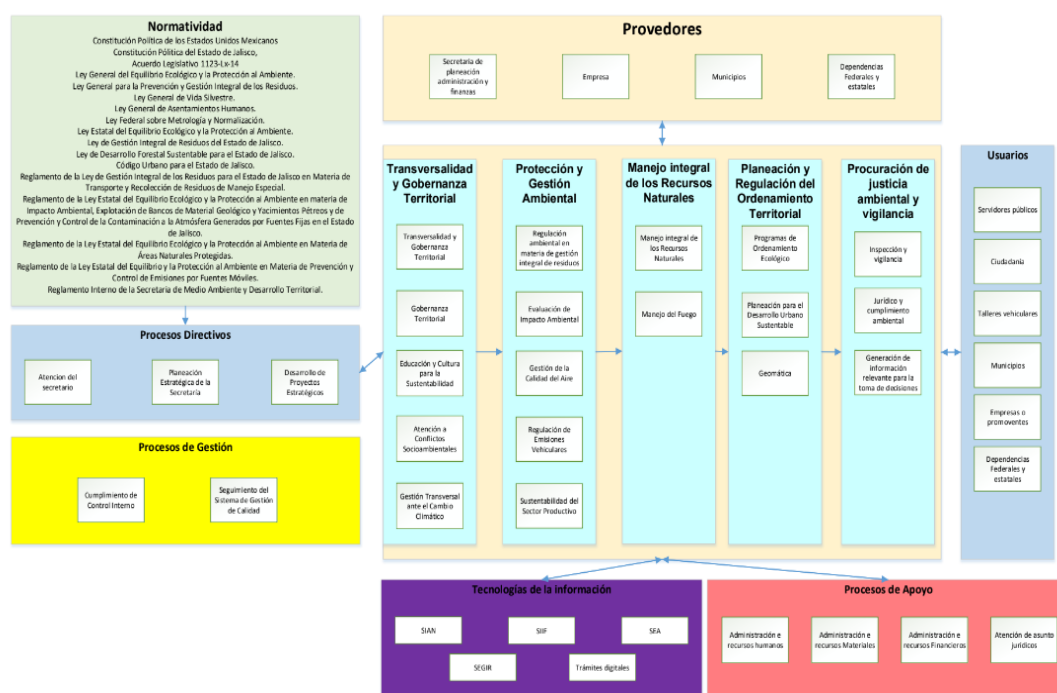 Normatividad
Constitución Política de los Estados Unidos Mexicanos
Constitución Pólitica del Estado de Jalisco,
Acuerdo Legislativo 1123-Lx-14
Ley General del Equilibrio Ecológico y la Protección al Ambiente.
Ley General para la Prevención y Gestión Integral de los Residuos.
Ley General de Vida Silvestre.
Ley General de Asentamientos Humanos.
Ley Federal sobre Metrología y Normalización.
Ley Estatal del Equilibrio Ecológico y la Protección al Ambiente.
Ley de Gestión Integral de Residuos del Estado de Jalisco.
Ley de Desarrollo Forestal Sustentable para el Estado de Jalisco.
Código Urbano para el Estado de Jalisco.
Reglamento de la Ley de Gestión Integral de los Residuos para el Estado de Jalisco en Materia de
Transporte y Recolección de Residuos de Manejo Especial.
Reglamento de la Ley Estatal del Equilibrio Ecológico y la Protección al Ambiente en materia de
Impacto Ambiental, Explotación de Bancos de Material Geológico y Yacimientos Pétreos y de
Prevención y Control de la Contaminación a la Atmósfera Generados por Fuentes Fijas en el Estado
de Jalisco.
Reglamento de la Ley Estatal del Equilibrio Ecológico y la Protección al Ambiente en Materia de
Áreas Naturales Protegidas.
Reglamento de la Ley Estatal del Equilibrio y la Protección al Ambiente en Materia de Prevención y
Control de Emisiones por Fuentes Móviles.
Reglamento Interno de la Secretaria de Medio Ambiente y Desarrollo Territorial.
Procesos Directivos
Atencion del
secretario
Planeación
Estratégica de la
Secretaría
Desarrollo de
Proyectos
Estratégicos
Procesos de Gestión
Cumplimiento de
Control Interno
Seguimiento del
Sistema de Gestión
de Calidad
Provedores
Secretaria de
planeación
administración y
finanzas
Empresa
Municipios
Dependencias
Federales y
estatales
Transversalidad
y Gobernanza
Territorial
Transversalidad y
Gobernanza
Territorial
Gobernanza
Territorial
Educación y Cultura
para la
Sustentabilidad
Atención a
Conflictos
Socioambientales
Gestión Transversal
ante el Cambio
Climático
Protección y
Gestión
Ambiental
Regulación
ambiental en
materia de gestión
integral de residuos
Evaluación de
Impacto Ambiental
Gestión de la
Calidad del Aire
Regulación de
Emisiones
Vehiculares
Sustentabilidad del
Sector Productivo
Manejo integral
de los Recursos
Naturales
Manejo integral
de los Recursos
Naturales
Manejo del Fuego
Planeación y
Regulación del
Ordenamiento
Territorial
Programas de
Ordenamiento
Ecológico
Planeación para el
Desarrollo Urbano
Sustentable
Geomática
Procuración de
justicia
ambiental y
vigilancia
Inspección y
vigilancia
Jurídico y
cumplimiento
ambiental
Generación de
información
relevante para la
toma de decisiones
Usuarios
Servidores públicos
Ciudadanía
Talleres vehiculares
Municipios
Empresas o
promoventes
Dependencias
Federales y
estatales
Tecnologías de la Información
SIAN
SIIF
SEA
SEGIR
Trámites digitales
Procesos de Apoyo
Administración e
recursos humanos
Administración e
recursos Materiales
Administración e
recursos Financieros
Atención de asunto
jurídicos